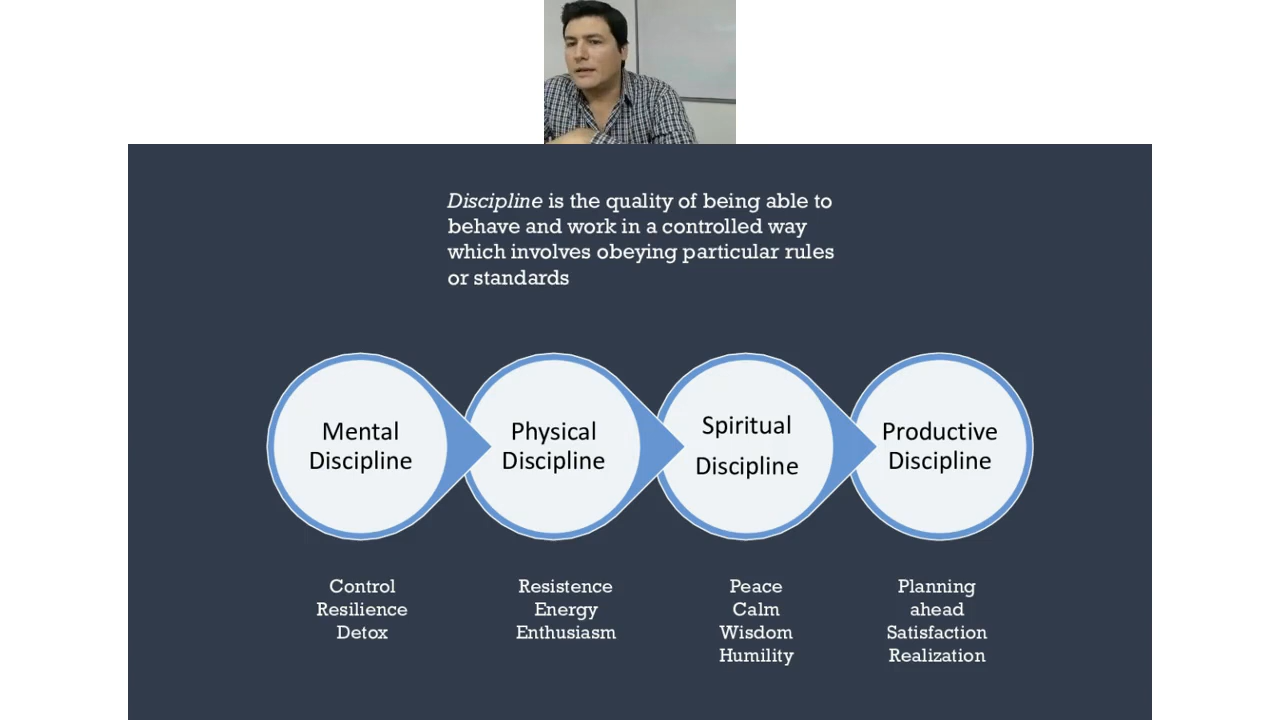 Discipline is the quality of being able to
behave and work in a controlled way
which involves obeying particular rules
or standards
Mental
Discipline
Physical
Discipline
Spiritual
Discipline
Productive
Discipline
Control
Resilience
Detox
Resistence
Energy
Enthusiasm
Peace
Calm
Wisdom
Humility
Planning
ahead
Satisfaction
Realization